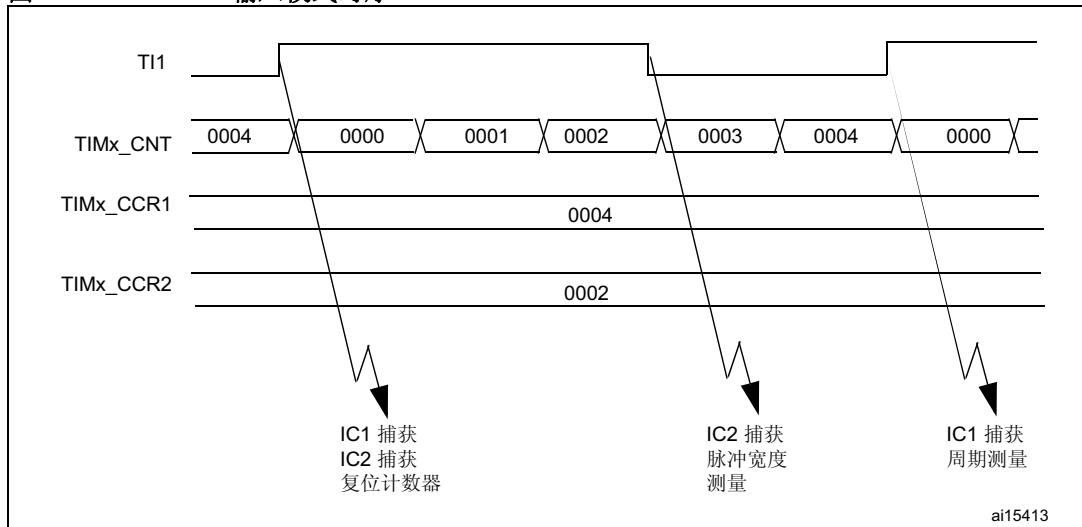 TI1
TIMx_CNT 0004 0000 0001 0002 0003 0004 0000
TIMx_CCR1 0004
TIMx_CCR2 0002
IC1 捕获
IC2 捕获
复位计数器
IC2 捕获
脉冲宽度
测量
IC1 捕获
周期测量
ai15413